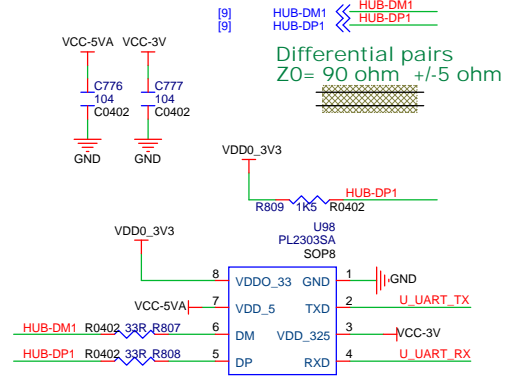 [9] HUB-DM1 HUB-DM1
[9] HUB-DP1 HUB-DP1
Differential pairs
Z0= 90 ohm +/-5 ohm
VCC-5VA VCC-3V
C776 C777
104 104
C0402 C0402
GND GND
VDD0_3V3
HUB-DP1
R809 1K5 R0402
U98
PL2303SA
SOP8
VDD0_3V3
8 VDDO_33 GND 1 GND
VCC-5VA 7 VDD_5 TXD 2 U_UART_TX
HUB-DM1 R0402 33R R807 6 DM VDD_325 3 VCC-3V
HUB-DP1 R0402 33R R808 5 DP RXD 4 U_UART_RX